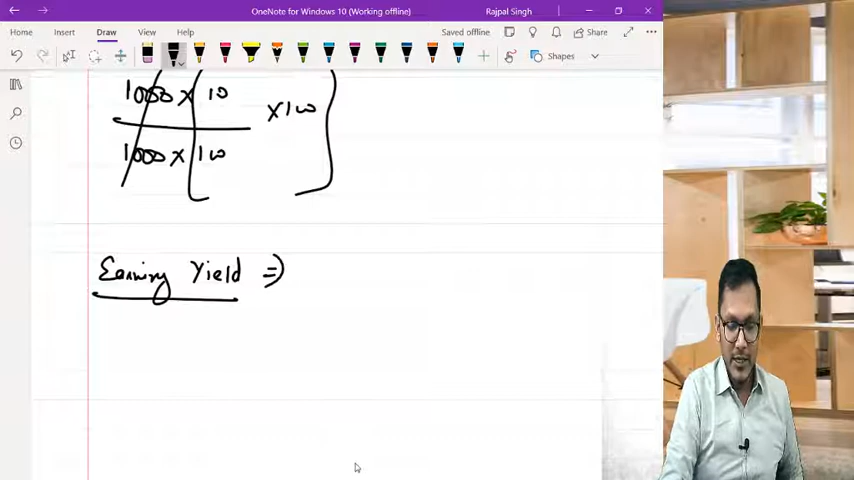 OneNote for Windows 10 (Working offline)
Rajpal Singh
Home Insert Draw View Help
Saved offline
Share
Shapes
1000 × 10
× 100
1000 × 100
Earning Yield ⇒